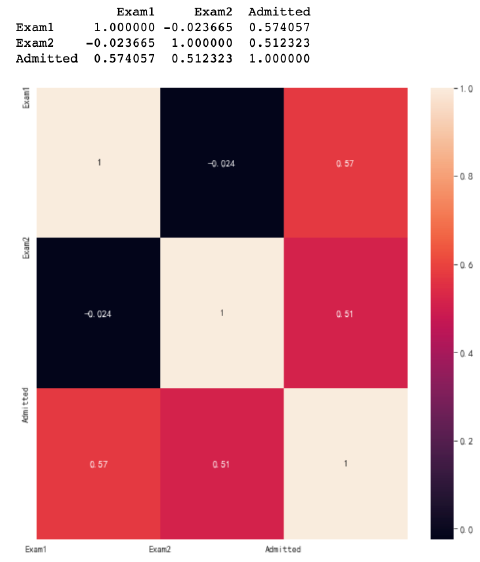 Exam1 Exam2 Admitted
Exam1 1.000000 -0.023665 0.574057
Exam2 -0.023665 1.000000 0.512323
Admitted 0.574057 0.512323 1.000000
Exam1
1 -0.024 0.57
Exam2
-0.024 1 0.51
Admitted
0.57 0.51 1
Exam1 Exam2 Admitted
1.0
0.8
0.6
0.4
0.2
0.0